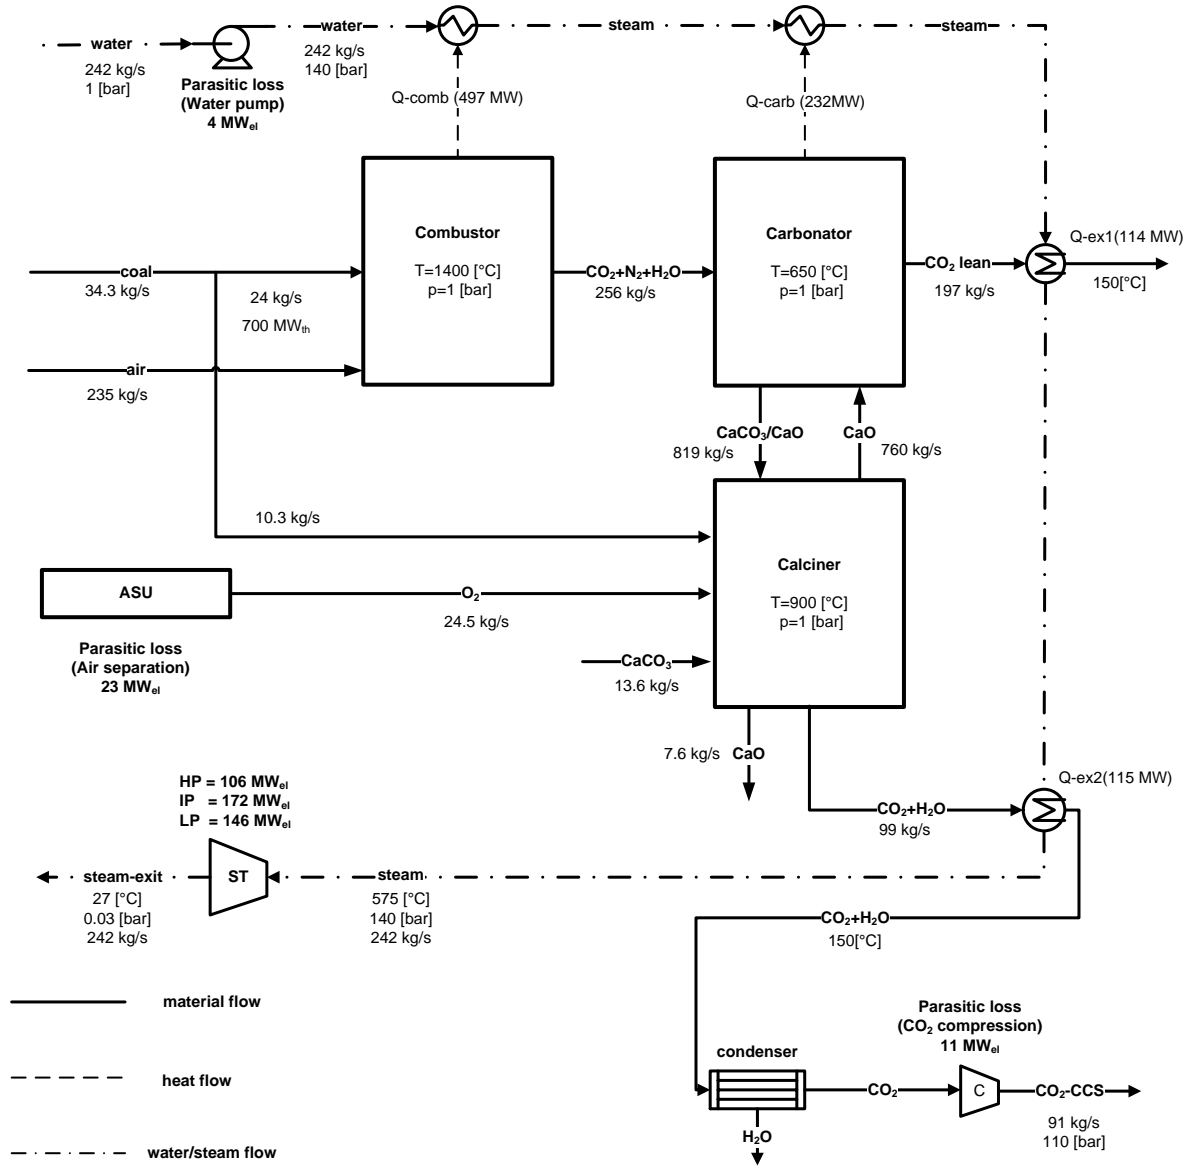 water
242 kg/s
1 [bar]
Parasitic loss
(Water pump)
4 MWel
water
242 kg/s
140 [bar]
steam
steam
Q-comb (497 MW)
Q-carb (232MW)
Combustor
T=1400 [°C]
p=1 [bar]
Carbonator
T=650 [°C]
p=1 [bar]
coal
34.3 kg/s
24 kg/s
700 MWth
air
235 kg/s
CO2+N2+H2O
256 kg/s
CO2 lean
197 kg/s
Q-ex1(114 MW)
150[°C]
CaCO3/CaO
819 kg/s
CaO
760 kg/s
10.3 kg/s
ASU
O2
24.5 kg/s
Parasitic loss
(Air separation)
23 MWel
Calciner
T=900 [°C]
p=1 [bar]
CaCO3
13.6 kg/s
7.6 kg/s
CaO
Q-ex2(115 MW)
CO2+H2O
99 kg/s
HP = 106 MWel
IP = 172 MWel
LP = 146 MWel
ST
steam-exit
27 [°C]
0.03 [bar]
242 kg/s
steam
575 [°C]
140 [bar]
242 kg/s
CO2+H2O
150[°C]
material flow
heat flow
water/steam flow
Parasitic loss
(CO2 compression)
11 MWel
condenser
CO2
C
CO2-CCS
91 kg/s
110 [bar]
H2O